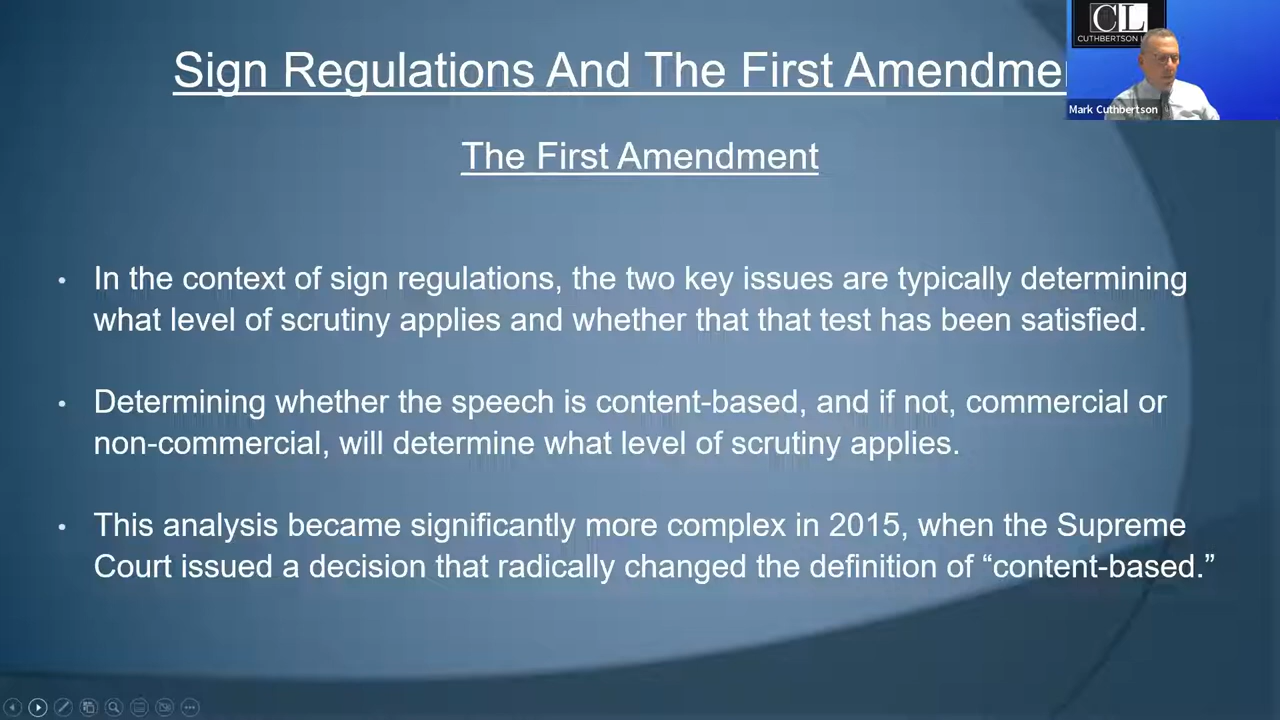 Sign Regulations And The First Amendme
CL
CUTHBERTSON
Mark Cuthbertson
The First Amendment
• In the context of sign regulations, the two key issues are typically determining
what level of scrutiny applies and whether that that test has been satisfied.
• Determining whether the speech is content-based, and if not, commercial or
non-commercial, will determine what level of scrutiny applies.
• This analysis became significantly more complex in 2015, when the Supreme
Court issued a decision that radically changed the definition of “content-based.”